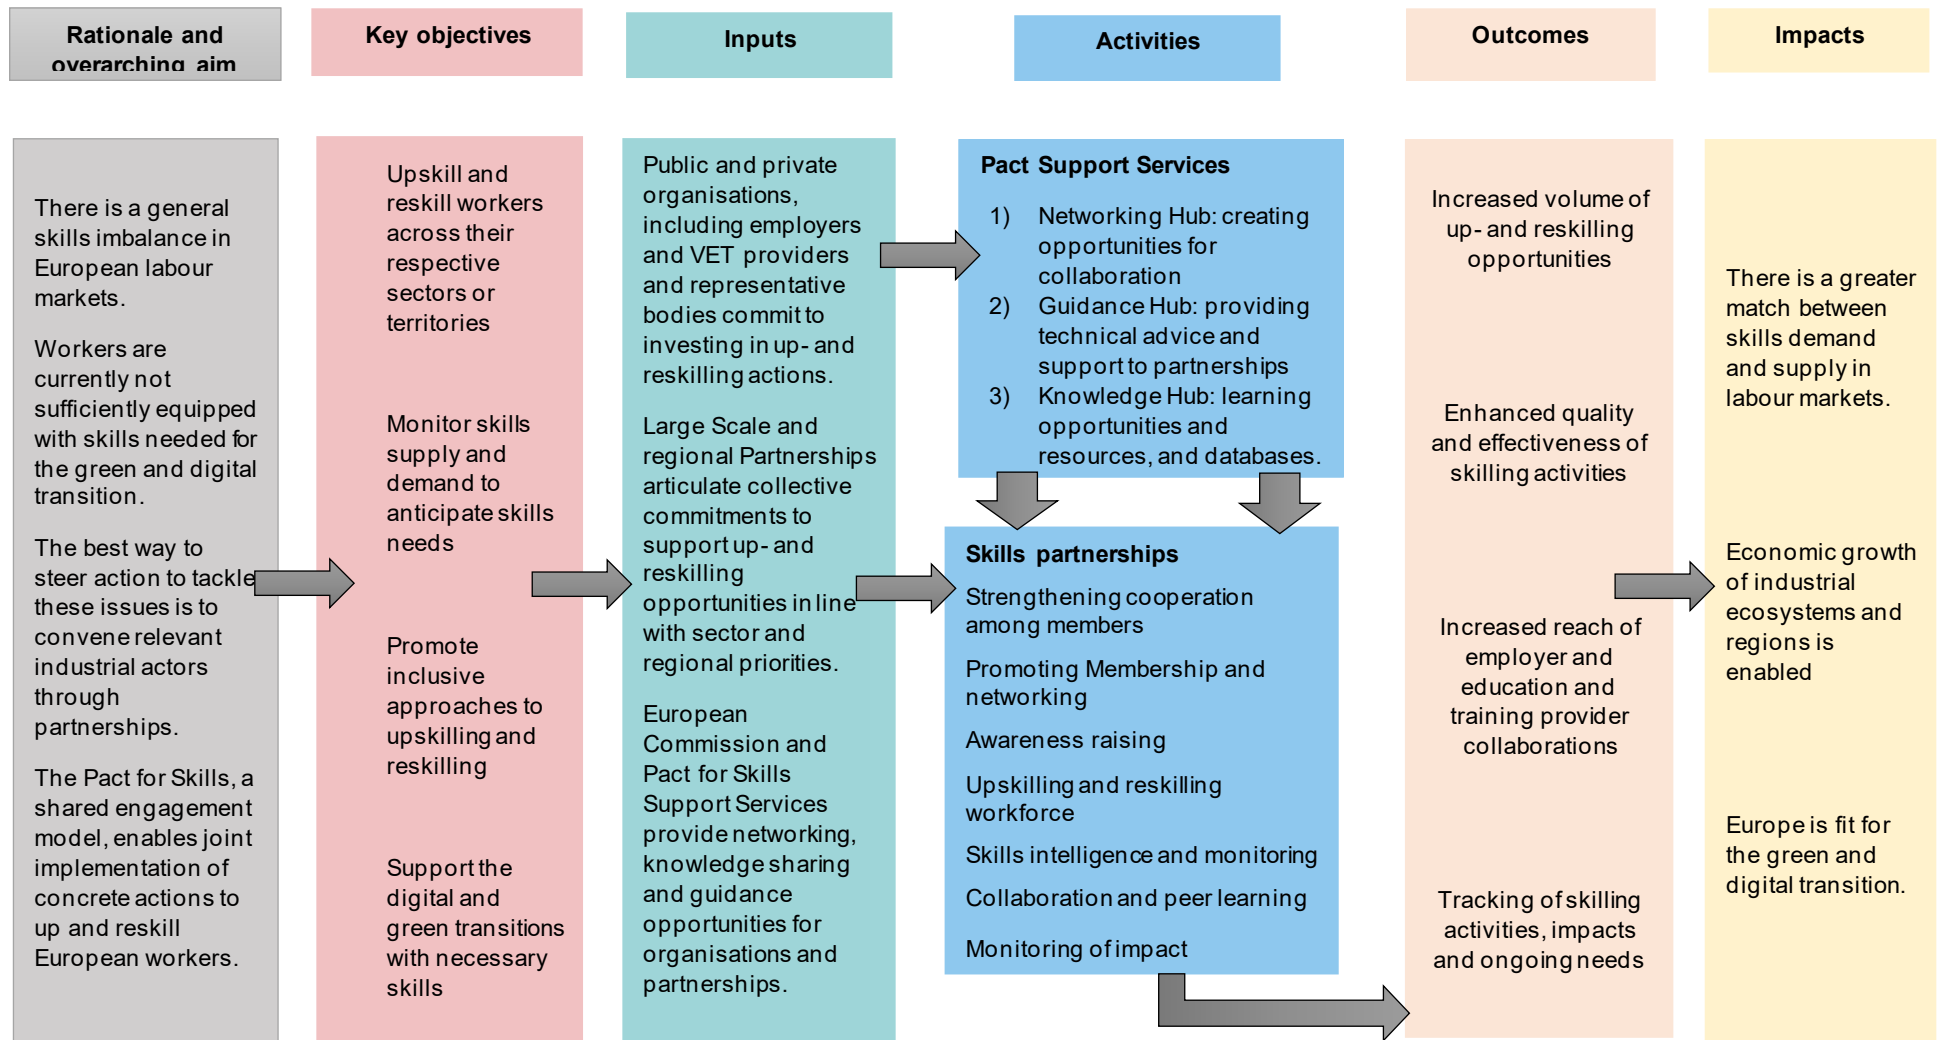 Rationale and
overarching aim
Key objectives
Inputs
Activities
Outcomes
Impacts
There is a general
skills imbalance in
European labour
markets.
Workers are
currently not
sufficiently equipped
with skills needed for
the green and digital
transition.
The best way to
steer action to tackle
these issues is to
convene relevant
industrial actors
through
partnerships.
The Pact for Skills, a
shared engagement
model, enables joint
implementation of
concrete actions to
up and reskill
European workers.
Upskill and
reskill workers
across their
respective
sectors or
territories
Monitor skills
supply and
demand to
anticipate skills
needs
Promote
inclusive
approaches to
upskilling and
reskilling
Support the
digital and
green transitions
with necessary
skills
Public and private
organisations,
including employers
and VET providers
and representative
bodies commit to
investing in up- and
reskilling actions.
Large Scale and
regional Partnerships
articulate collective
commitments to
support up- and
reskilling
opportunities in line
with sector and
regional priorities.
European
Commission and
Pact for Skills
Support Services
provide networking,
knowledge sharing
and guidance
opportunities for
organisations and
partnerships.
Pact Support Services
1) Networking Hub: creating
opportunities for
collaboration
2) Guidance Hub: providing
technical advice and
support to partnerships
3) Knowledge Hub: learning
opportunities and
resources, and databases.
Skills partnerships
Strengthening cooperation
among members
Promoting Membership and
networking
Awareness raising
Upskilling and reskilling
workforce
Skills intelligence and monitoring
Collaboration and peer learning
Monitoring of impact
Increased volume of
up- and reskilling
opportunities
Enhanced quality
and effectiveness of
skilling activities
Increased reach of
employer and
education and
training provider
collaborations
Tracking of skilling
activities, impacts
and ongoing needs
There is a greater
match between
skills demand
and supply in
labour markets.
Economic growth
of industrial
ecosystems and
regions is
enabled
Europe is fit for
the green and
digital transition.